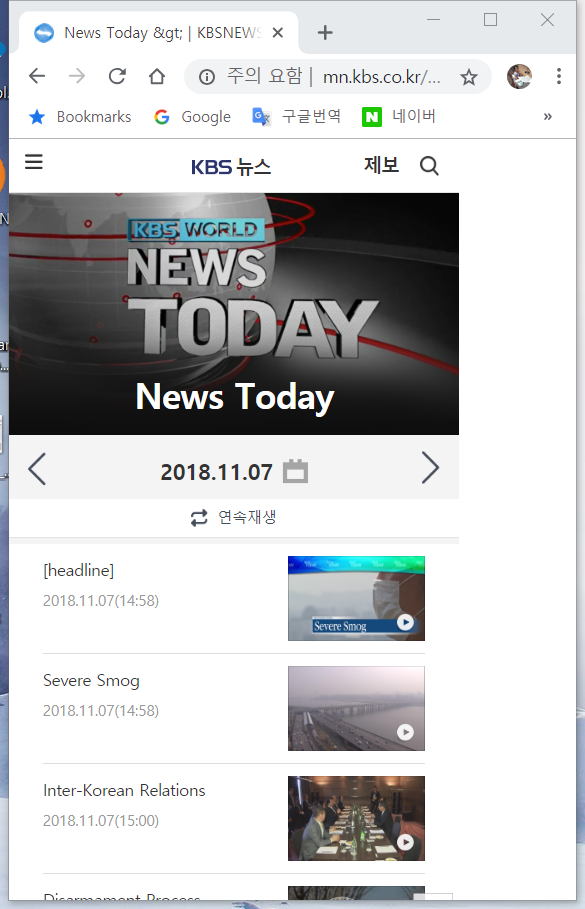 News Today &gt; | KBSNEWS
주의 요함 | mn.kbs.co.kr/...
Bookmarks Google 구글번역 네이버 »
KBS 뉴스 제보
KBS WORLD
NEWS
TODAY
News Today
2018.11.07
연속재생
[headline]
2018.11.07(14:58)
Severe Smog
Severe Smog
2018.11.07(14:58)
Inter-Korean Relations
2018.11.07(15:00)
Disarmament Process